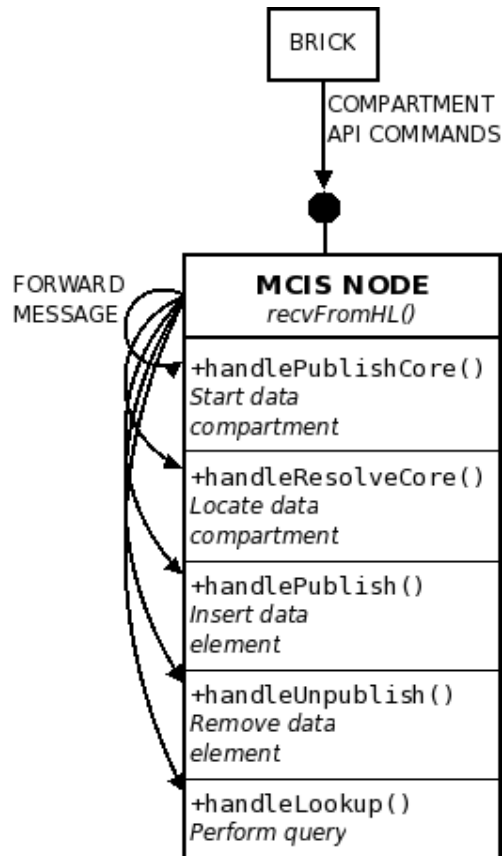 BRICK
COMPARTMENT
API COMMANDS
FORWARD
MESSAGE
MCIS NODE
recvFromHL()
+handlePublishCore()
Start data
compartment
+handleResolveCore()
Locate data
compartment
+handlePublish()
Insert data
element
+handleUnpublish()
Remove data
element
+handleLookup()
Perform query